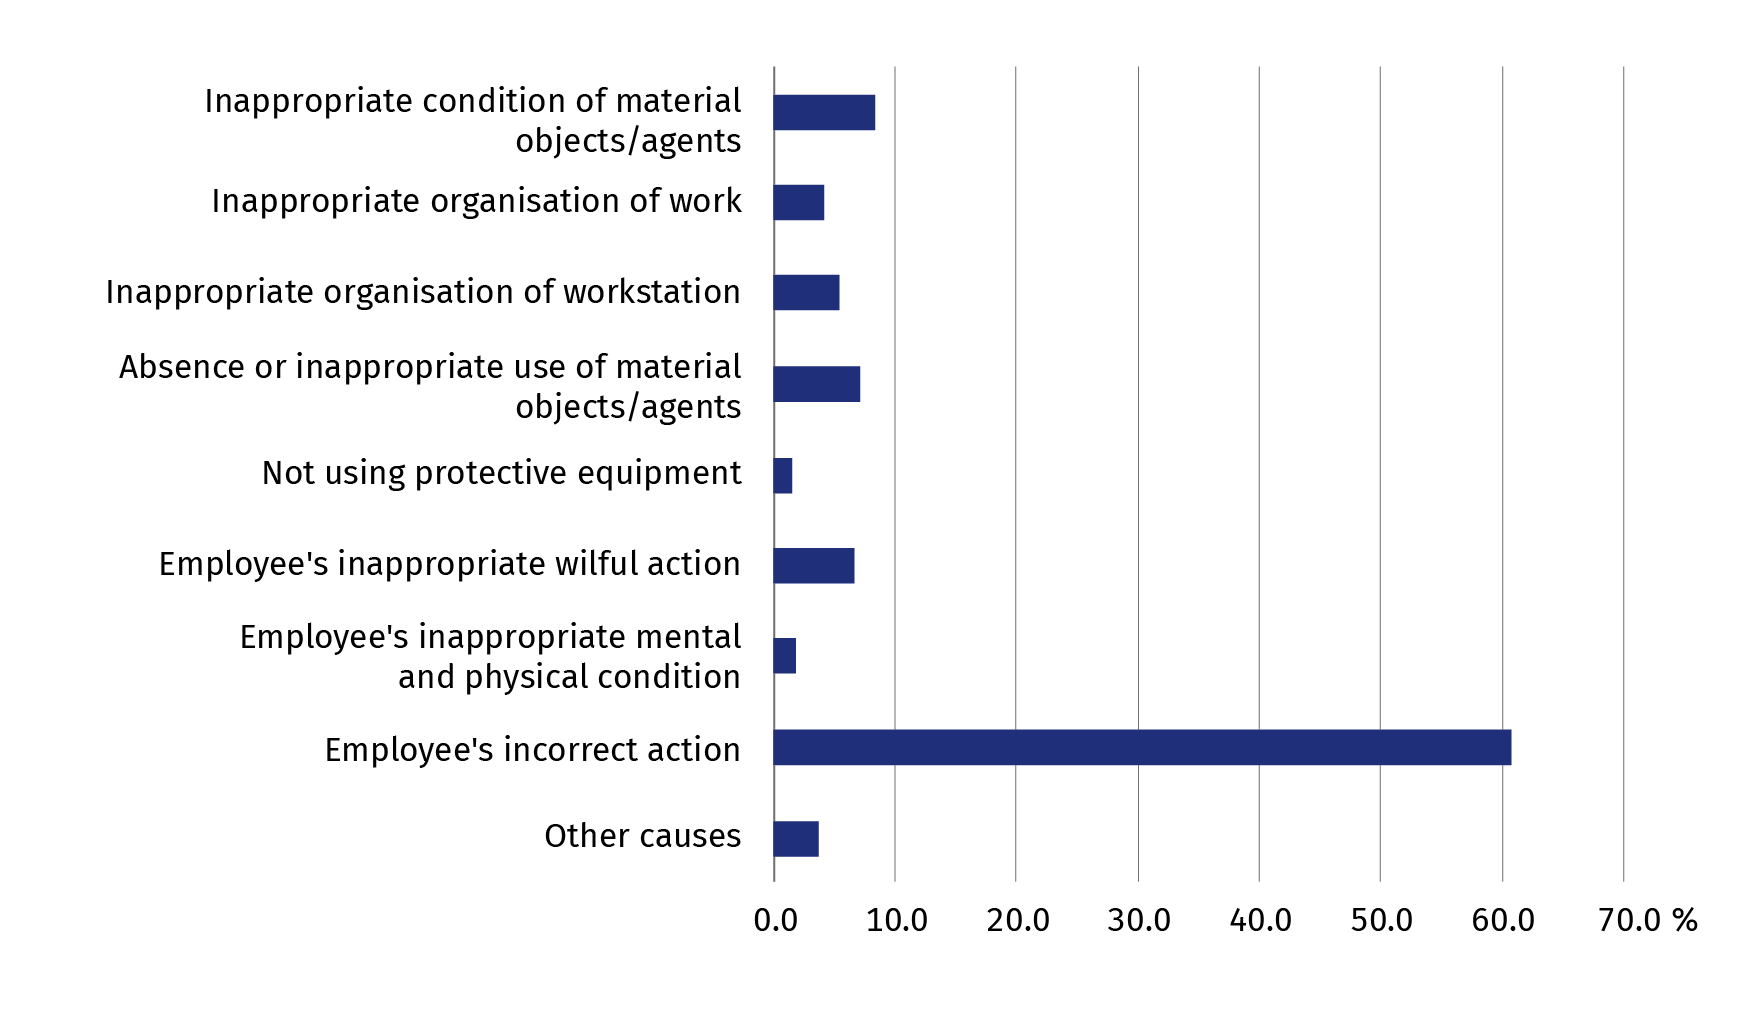 Inappropriate condition of material
objects/agents
Inappropriate organisation of work
Inappropriate organisation of workstation
Absence or inappropriate use of material
objects/agents
Not using protective equipment
Employee's inappropriate wilful action
Employee's inappropriate mental
and physical condition
Employee's incorrect action
Other causes
0.0 10.0 20.0 30.0 40.0 50.0 60.0 70.0 %